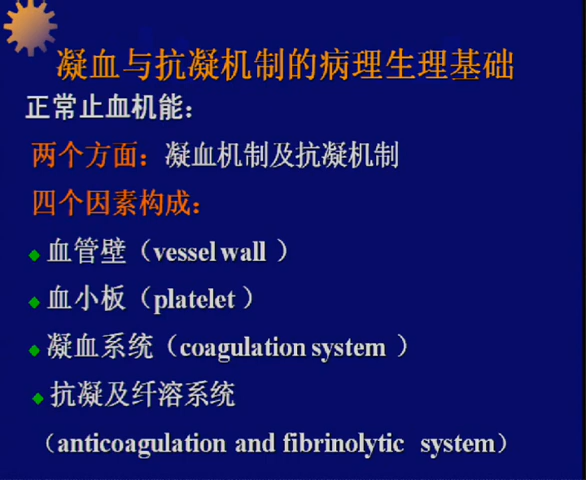 凝血与抗凝机制的病理生理基础
正常止血机能：
两个方面：凝血机制及抗凝机制
四个因素构成：
血管壁（vessel wall ）
血小板（platelet ）
凝血系统（coagulation system ）
抗凝及纤溶系统
（anticoagulation and fibrinolytic system）